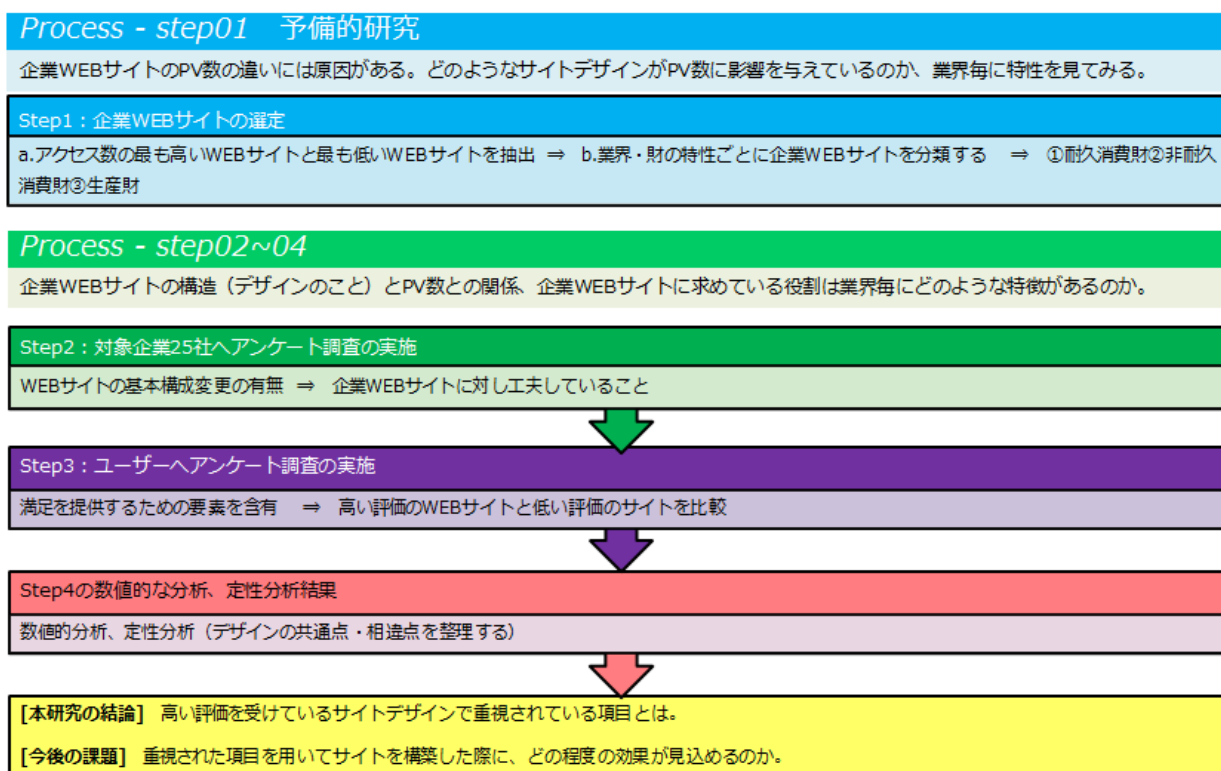 Process - step01　予備的研究
企業WEBサイトのPV数の違いには原因がある。どのようなサイトデザインがPV数に影響を与えているのか、業界毎に特性を見てみる。
Step1：企業WEBサイトの選定
a.アクセス数の最も高いWEBサイトと最も低いWEBサイトを抽出 ⇒ b.業界・財の特性ごとに企業WEBサイトを分類する　⇒　①耐久消費財②非耐久
消費財③生産財
Process - step02~04
企業WEBサイトの構造（デザインのこと）とPV数との関係、企業WEBサイトに求めている役割は業界毎にどのような特徴があるのか。
Step2：対象企業25社へアンケート調査の実施
WEBサイトの基本構成変更の有無 ⇒　企業WEBサイトに対し工夫していること
Step3：ユーザーへアンケート調査の実施
満足を提供するための要素を含有　⇒　高い評価のWEBサイトと低い評価のサイトを比較
Step4の数値的な分析、定性分析結果
数値的分析、定性分析（デザインの共通点・相違点を整理する）
[本研究の結論]　高い評価を受けているサイトデザインで重視されている項目とは。
[今後の課題]　重視された項目を用いてサイトを構築した際に、どの程度の効果が見込めるのか。